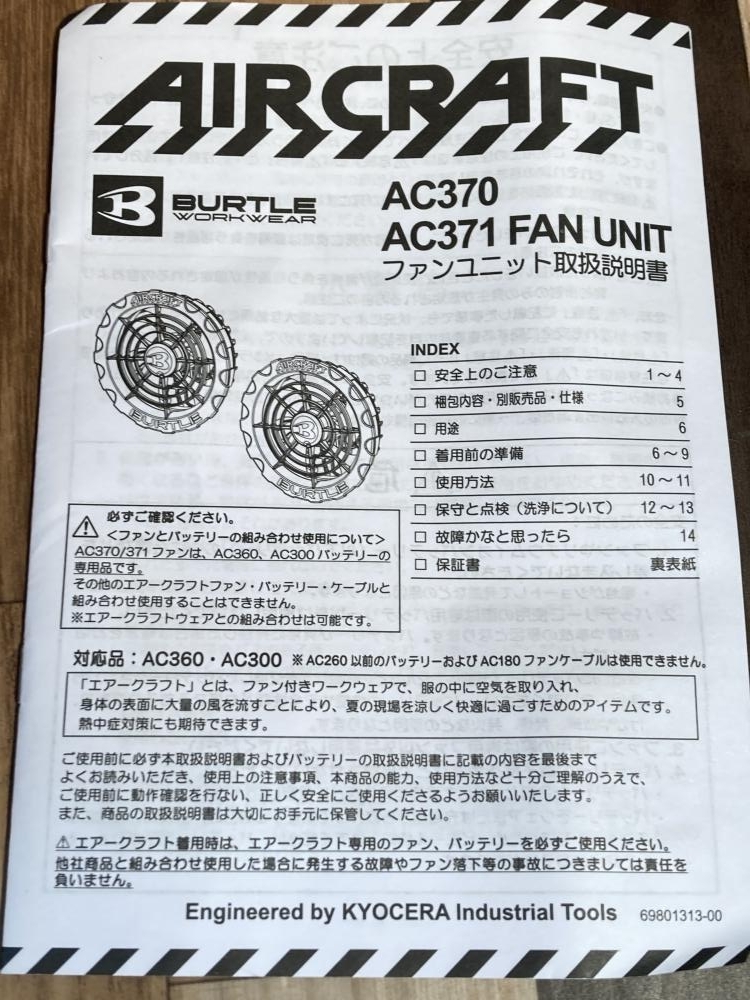 AIRCRAFT
BURTLE
WORKWEAR
AC370
AC371 FAN UNIT
ファンユニット取扱説明書
AIRCRAFT
B
BURTLE
AIRCRAFT
B
BURTLE
INDEX
□ 安全上のご注意 1〜4
□ 梱包内容・別販売品・仕様 5
□ 用途 6
□ 着用前の準備 6〜9
□ 使用方法 10〜11
□ 保守と点検（洗浄について） 12〜13
□ 故障かなと思ったら 14
□ 保証書 裏表紙
必ずご確認ください。
＜ファンとバッテリーの組み合わせ使用について＞
AC370/371ファンは、AC360、AC300バッテリーの
専用品です。
その他のエアークラフトファン・バッテリー・ケーブルと
組み合わせ使用することはできません。
※エアークラフトウェアとの組み合わせは可能です。
対応品：AC360・AC300 ※AC260以前のバッテリーおよびAC180ファンケーブルは使用できません。
「エアークラフト」とは、ファン付きワークウェアで、服の中に空気を取り入れ、
身体の表面に大量の風を流すことにより、夏の現場を涼しく快適に過ごすためのアイテムです。
熱中症対策にも期待できます。
ご使用前に必ず本取扱説明書およびバッテリーの取扱説明書に記載の内容を最後まで
よくお読みいただき、使用上の注意事項、本商品の能力、使用方法など十分ご理解のうえで、
ご使用前に動作確認を行ない、正しく安全にご使用くださるようお願いいたします。
また、商品の取扱説明書は大切にお手元に保管してください。
⚠ エアークラフト着用時は、エアークラフト専用のファン、バッテリーを必ずご使用ください。
他社商品と組み合わせ使用した場合に発生する故障やファン落下等の事故につきましては責任を
負いません。
Engineered by KYOCERA Industrial Tools 69801313-00